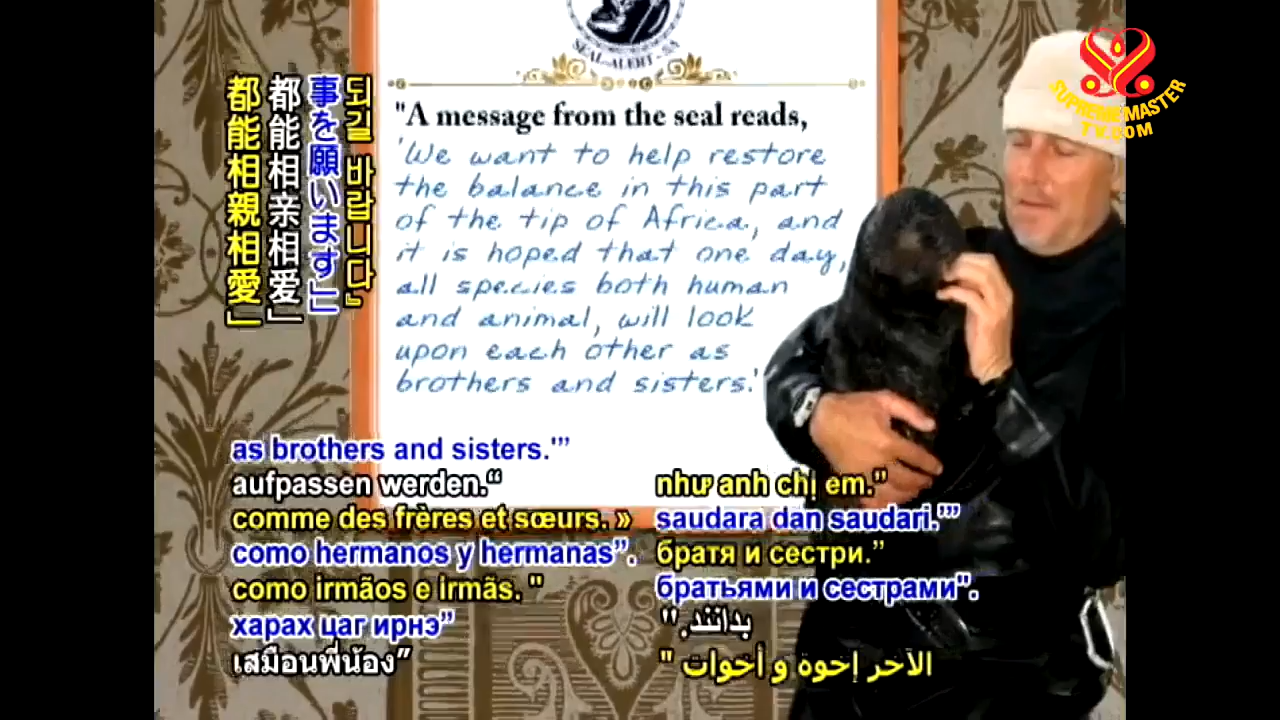 SEAL ALERT - SA
"A message from the seal reads,
'We want to help restore
the balance in this part
of the tip of Africa, and
it is hoped that one day,
all species both human
and animal, will look
upon each other as
brothers and sisters.'
SUPREME MASTER
TV.COM
되길 바랍니다』
事を願います」
都能相亲相爱」
都能相親相愛」
as brothers and sisters.'”
aufpassen werden.“
comme des frères et sœurs. »
como hermanos y hermanas”.
como irmãos e irmãs. "
харах цаг ирнэ”
เสมือนพี่น้อง”
như anh chị em.”
saudara dan saudari.'”
братя и сестри.”
братьями и сестрами".
بدانند."
الآخر إخوة و أخوات "